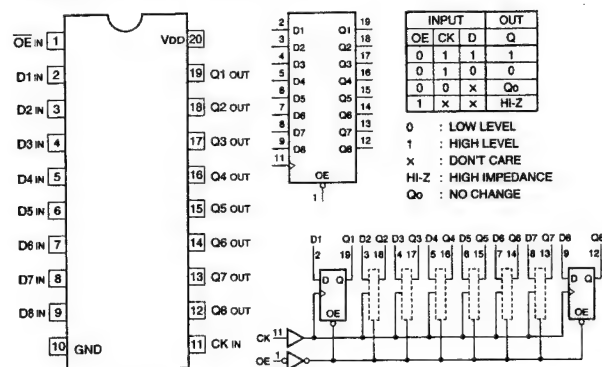 OE IN 1
D1 IN 2
D2 IN 3
D3 IN 4
D4 IN 5
D5 IN 6
D6 IN 7
D7 IN 8
D8 IN 9
10 GND
VDD 20
19 Q1 OUT
18 Q2 OUT
17 Q3 OUT
16 Q4 OUT
15 Q5 OUT
14 Q6 OUT
13 Q7 OUT
12 Q8 OUT
11 CK IN
2 D1 Q1 19
3 D2 Q2 18
4 D3 Q3 17
5 D4 Q4 16
6 D5 Q5 15
7 D6 Q6 14
8 D7 Q7 13
9 D8 Q8 12
11
OE
1
INPUT OUT
OE CK D Q
0 1 1 1
0 1 0 0
0 0 × Qo
1 × × HI-Z
0 : LOW LEVEL
1 : HIGH LEVEL
× : DON'T CARE
HI-Z : HIGH IMPEDANCE
Qo : NO CHANGE
D1 Q1 D2 Q2 D3 Q3 D4 Q4 D5 Q5 D6 Q6 D7 Q7 D8 Q8
2 19 3 18 4 17 5 16 6 15 7 14 8 13 9 12
D Q
OE
D Q
OE
CK 11
OE 1